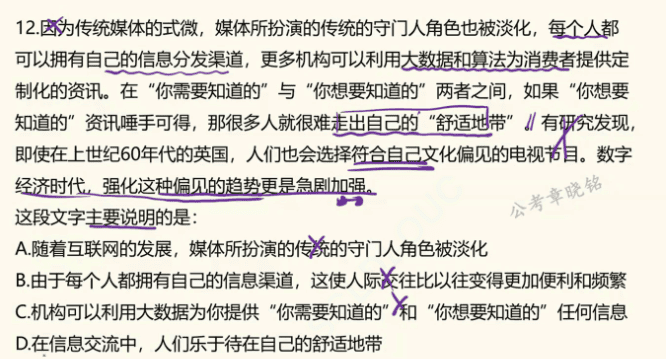 12.因为传统媒体的式微，媒体所扮演的传统的守门人角色也被淡化，每个人都
可以拥有自己的信息分发渠道，更多机构可以利用大数据和算法为消费者提供定
制化的资讯。在“你需要知道的”与“你想要知道的”两者之间，如果“你想要
知道的”资讯唾手可得，那很多人就很难走出自己的“舒适地带”。有研究发现，
即使在上世纪60年代的英国，人们也会选择符合自己文化偏见的电视节目。数字
经济时代，强化这种偏见的趋势更是急剧加强。
这段文字主要说明的是：
A.随着互联网的发展，媒体所扮演的传统的守门人角色被淡化
B.由于每个人都拥有自己的信息渠道，这使人际交往比以往变得更加便利和频繁
C.机构可以利用大数据为你提供“你需要知道的”和“你想要知道的”任何信息
D.在信息交流中，人们乐于待在自己的舒适地带
公考章晓铭